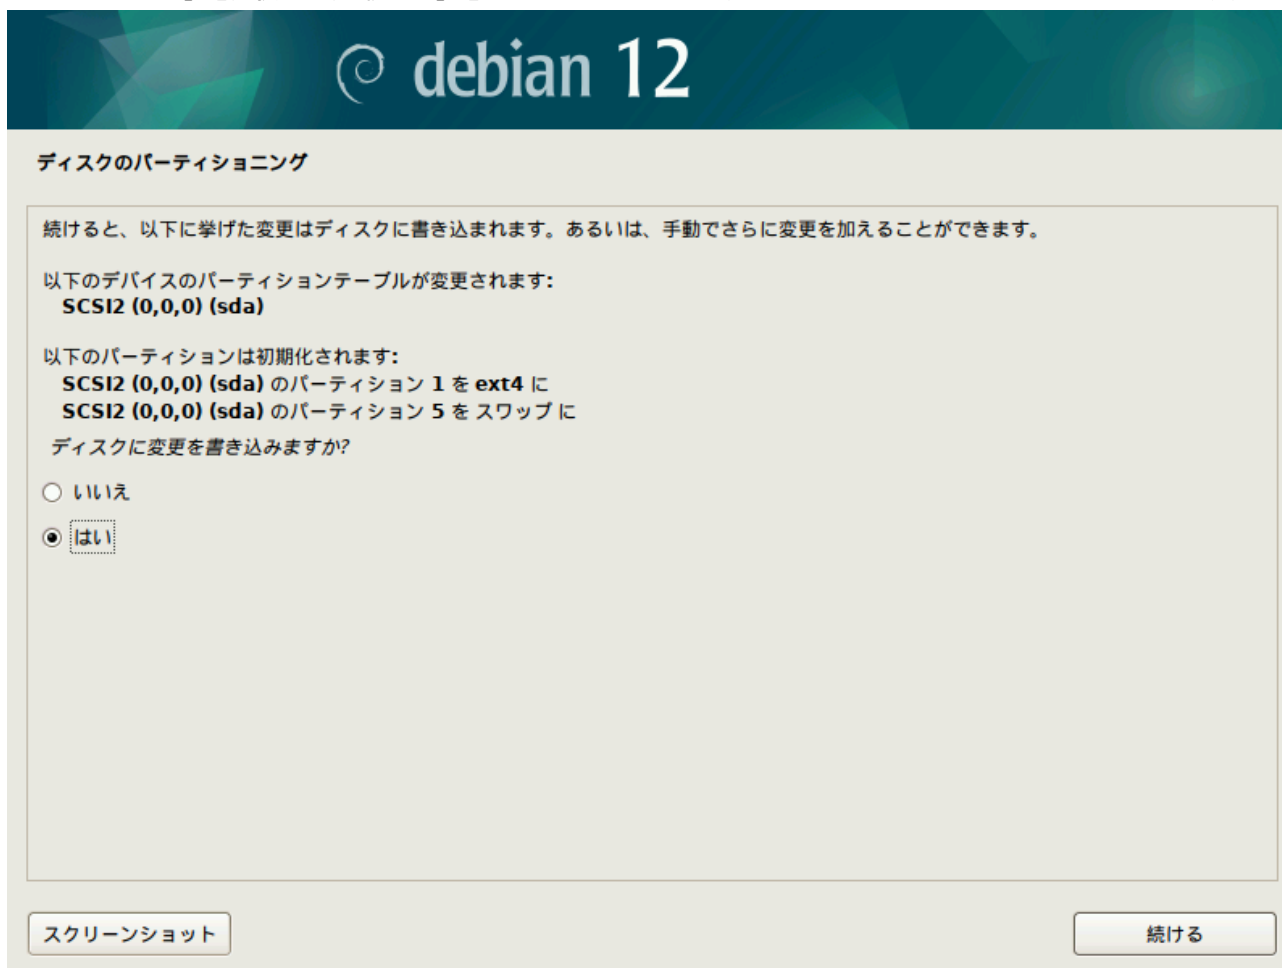 debian 12
ディスクのパーティショニング
続けると、以下に挙げた変更はディスクに書き込まれます。あるいは、手動でさらに変更を加えることができます。
以下のデバイスのパーティションテーブルが変更されます:
SCSI2 (0,0,0) (sda)
以下のパーティションは初期化されます:
SCSI2 (0,0,0) (sda) のパーティション 1 を ext4 に
SCSI2 (0,0,0) (sda) のパーティション 5 を スワップ に
ディスクに変更を書き込みますか?
いいえ
はい
スクリーンショット
続ける